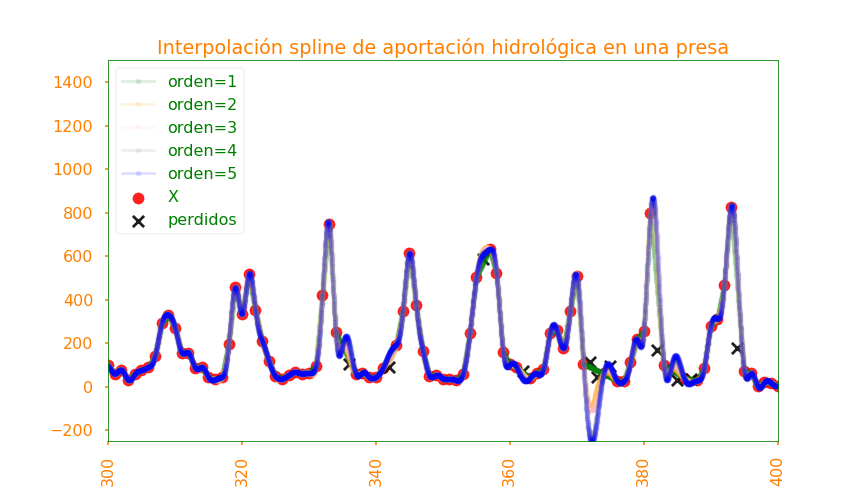 Interpolación spline de aportación hidrológica en una presa
1400
1200
1000
800
600
400
200
0
−200
orden=1
orden=2
orden=3
orden=4
orden=5
X
perdidos
300
320
340
360
380
400